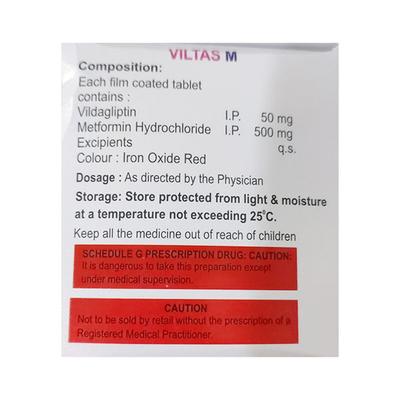 VILTAS M
Composition:
Each film coated tablet
contains :
Vildagliptin I.P. 50 mg
Metformin Hydrochloride I.P. 500 mg
Excipients q.s.
Colour : Iron Oxide Red
Dosage : As directed by the Physician
Storage: Store protected from light & moisture
at a temperature not exceeding 25°C.
Keep all the medicine out of reach of children
SCHEDULE G PRESCRIPTION DRUG: CAUTION:
It is dangerous to take this preparation except
under medical supervision.
CAUTION
Not to be sold by retail without the prescription of a
Registered Medical Practitioner.